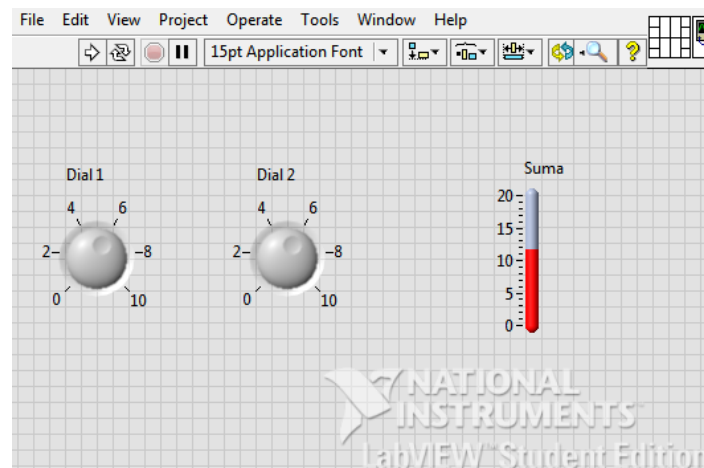 File Edit View Project Operate Tools Window Help
15pt Application Font
?
Dial 1 Dial 2 Suma
4 6 4 6 20
15
2 8 2 8 10
0 10 0 10 5
0
NATIONAL
INSTRUMENTS
LabVIEW™ Student Edition